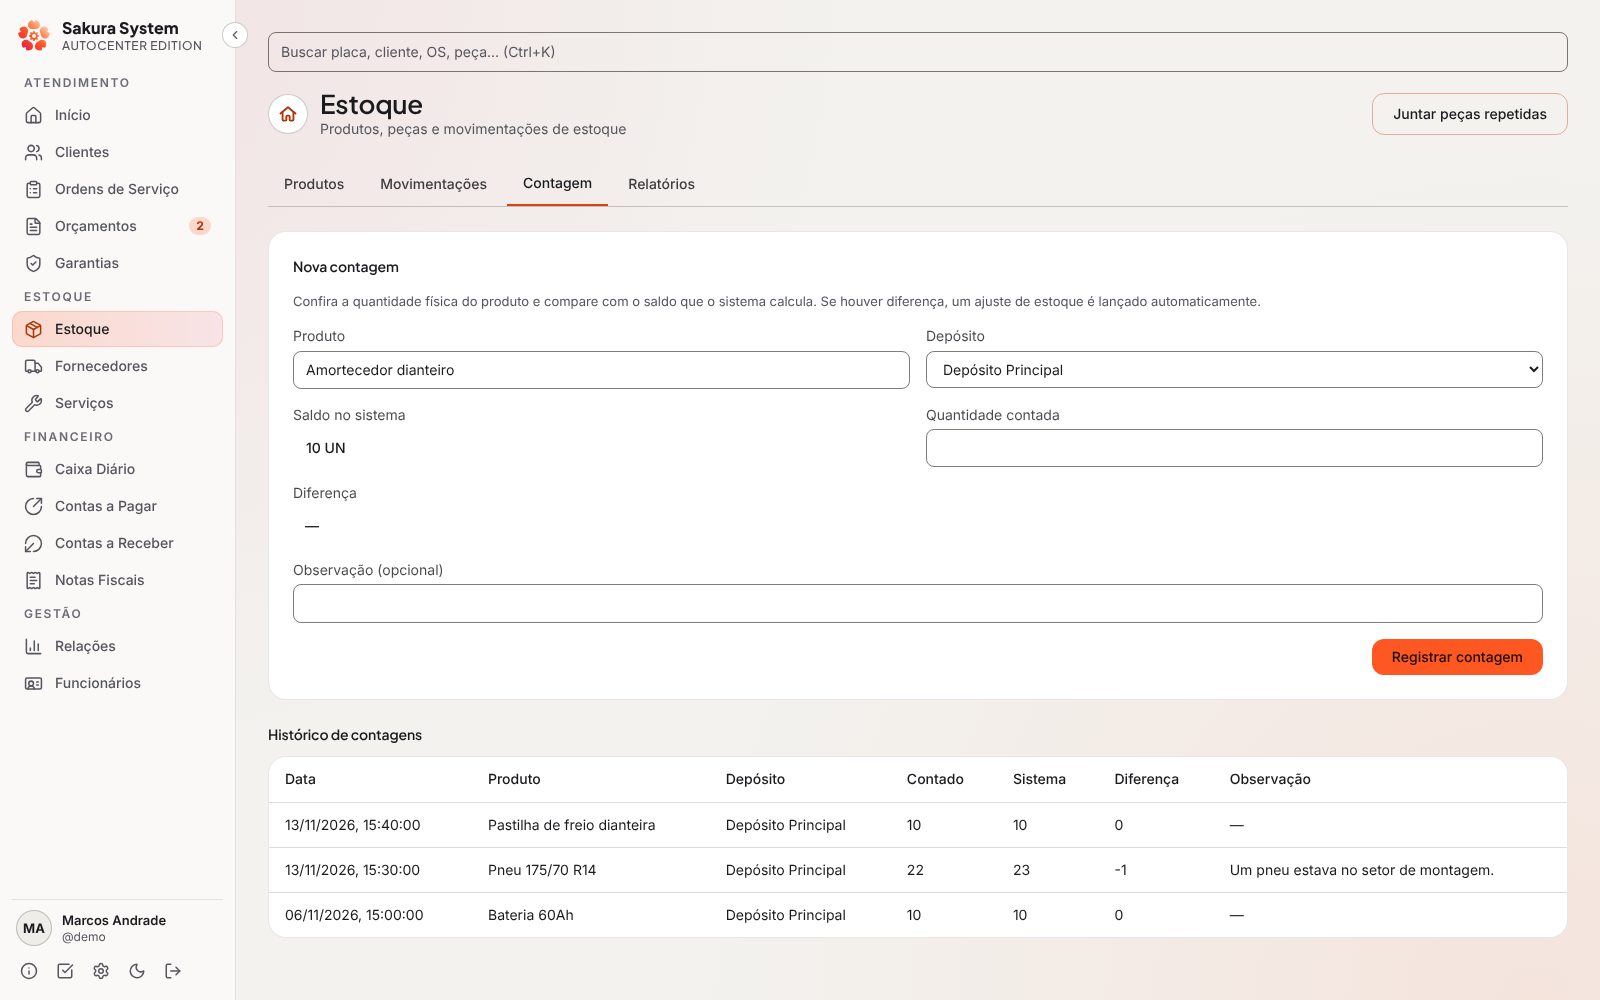 Sakura System
AUTOCENTER EDITION
ATENDIMENTO
Início
Clientes
Ordens de Serviço
Orçamentos 2
Garantias
ESTOQUE
Estoque
Fornecedores
Serviços
FINANCEIRO
Caixa Diário
Contas a Pagar
Contas a Receber
Notas Fiscais
GESTÃO
Relações
Funcionários
MA
Marcos Andrade
@demo
Buscar placa, cliente, OS, peça... (Ctrl+K)
Estoque
Produtos, peças e movimentações de estoque
Juntar peças repetidas
Produtos Movimentações Contagem Relatórios
Nova contagem
Confira a quantidade física do produto e compare com o saldo que o sistema calcula. Se houver diferença, um ajuste de estoque é lançado automaticamente.
Produto Depósito
Amortecedor dianteiro Depósito Principal
Saldo no sistema Quantidade contada
10 UN
Diferença
—
Observação (opcional)
Registrar contagem
Histórico de contagens
Data Produto Depósito Contado Sistema Diferença Observação
13/11/2026, 15:40:00 Pastilha de freio dianteira Depósito Principal 10 10 0 —
13/11/2026, 15:30:00 Pneu 175/70 R14 Depósito Principal 22 23 -1 Um pneu estava no setor de montagem.
06/11/2026, 15:00:00 Bateria 60Ah Depósito Principal 10 10 0 —